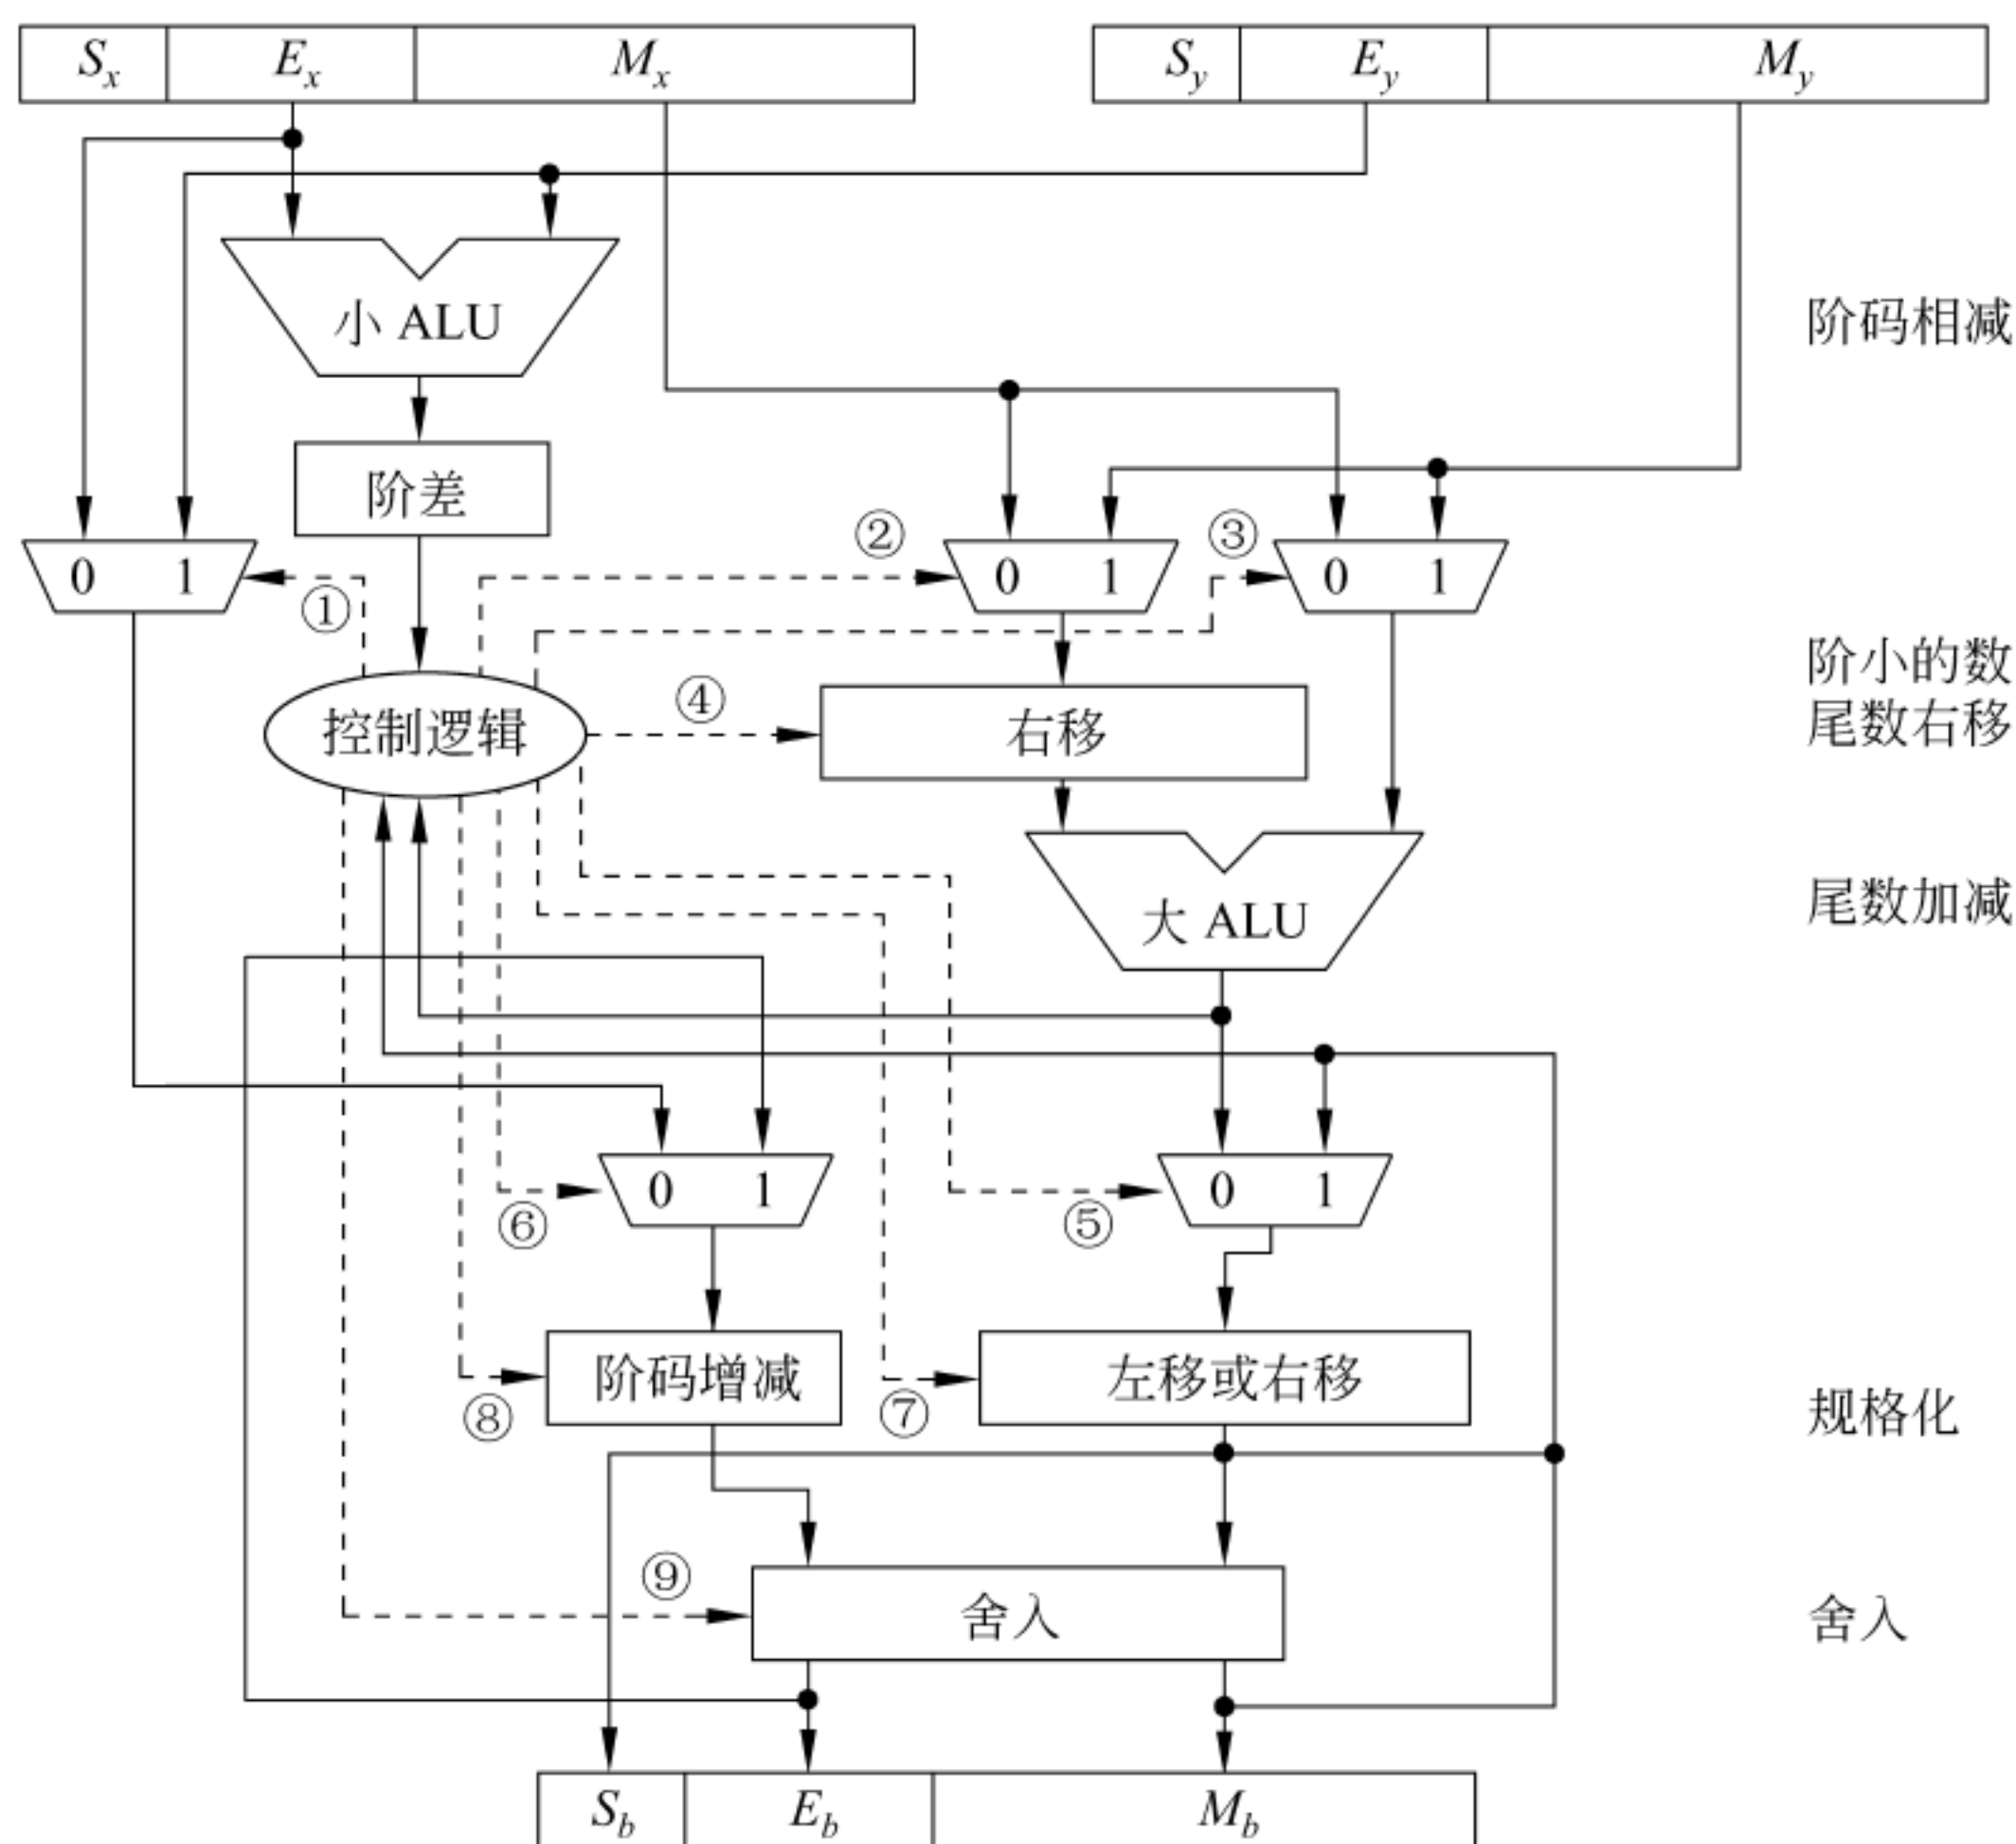 Sx Ex Mx Sy Ey My
小 ALU
阶码相减
阶差
② ③
0 1 0 1 0 1
①
阶小的数
尾数右移
④
控制逻辑 右移
大 ALU
尾数加减
0 1 0 1
⑥ ⑤
阶码增减 左移或右移
⑧ ⑦
规格化
⑨
舍入 舍入
Sb Eb Mb